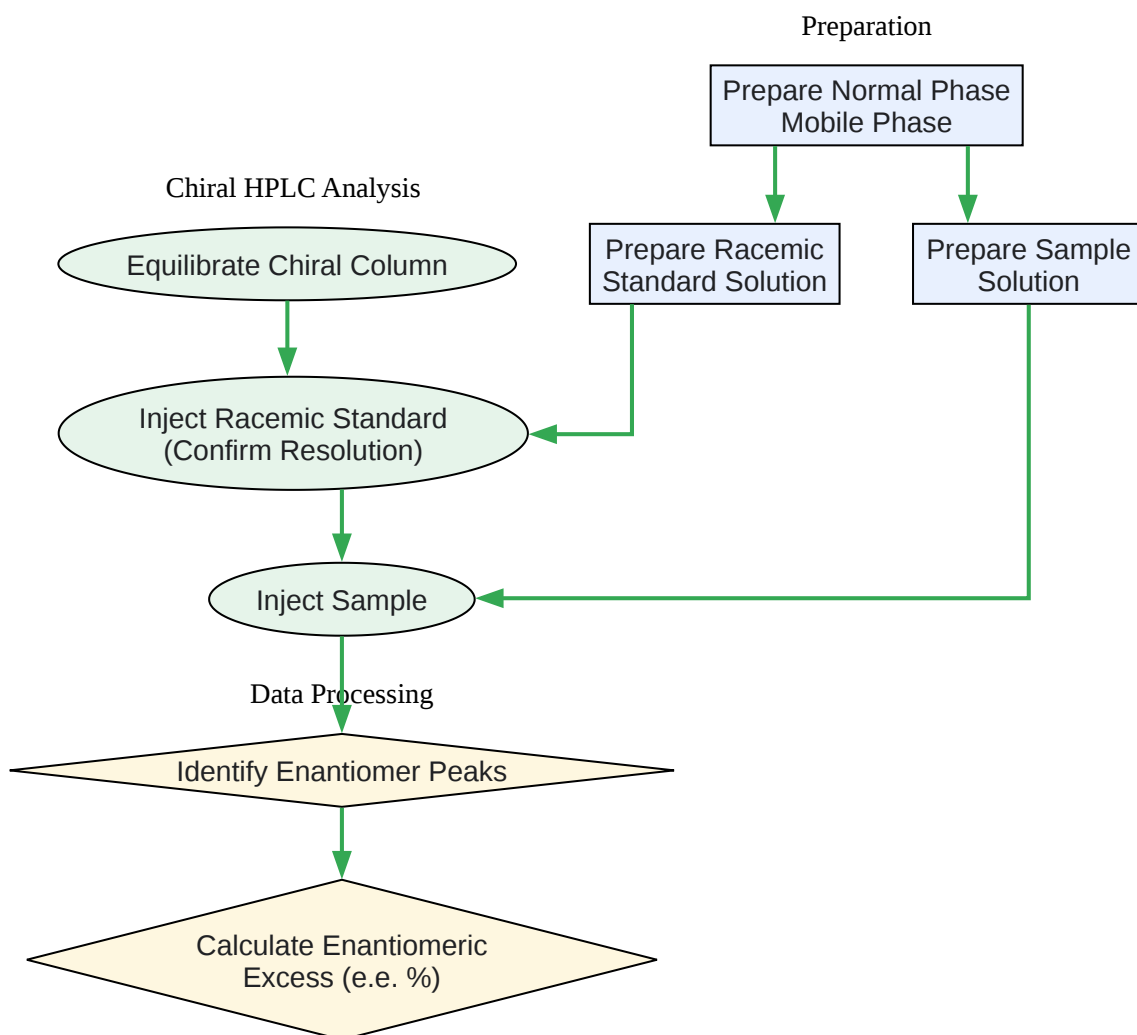 Preparation
Prepare Normal Phase
Mobile Phase
Chiral HPLC Analysis
Equilibrate Chiral Column
Prepare Racemic
Standard Solution
Prepare Sample
Solution
Inject Racemic Standard
(Confirm Resolution)
Inject Sample
Data Processing
Identify Enantiomer Peaks
Calculate Enantiomeric
Excess (e.e. %)